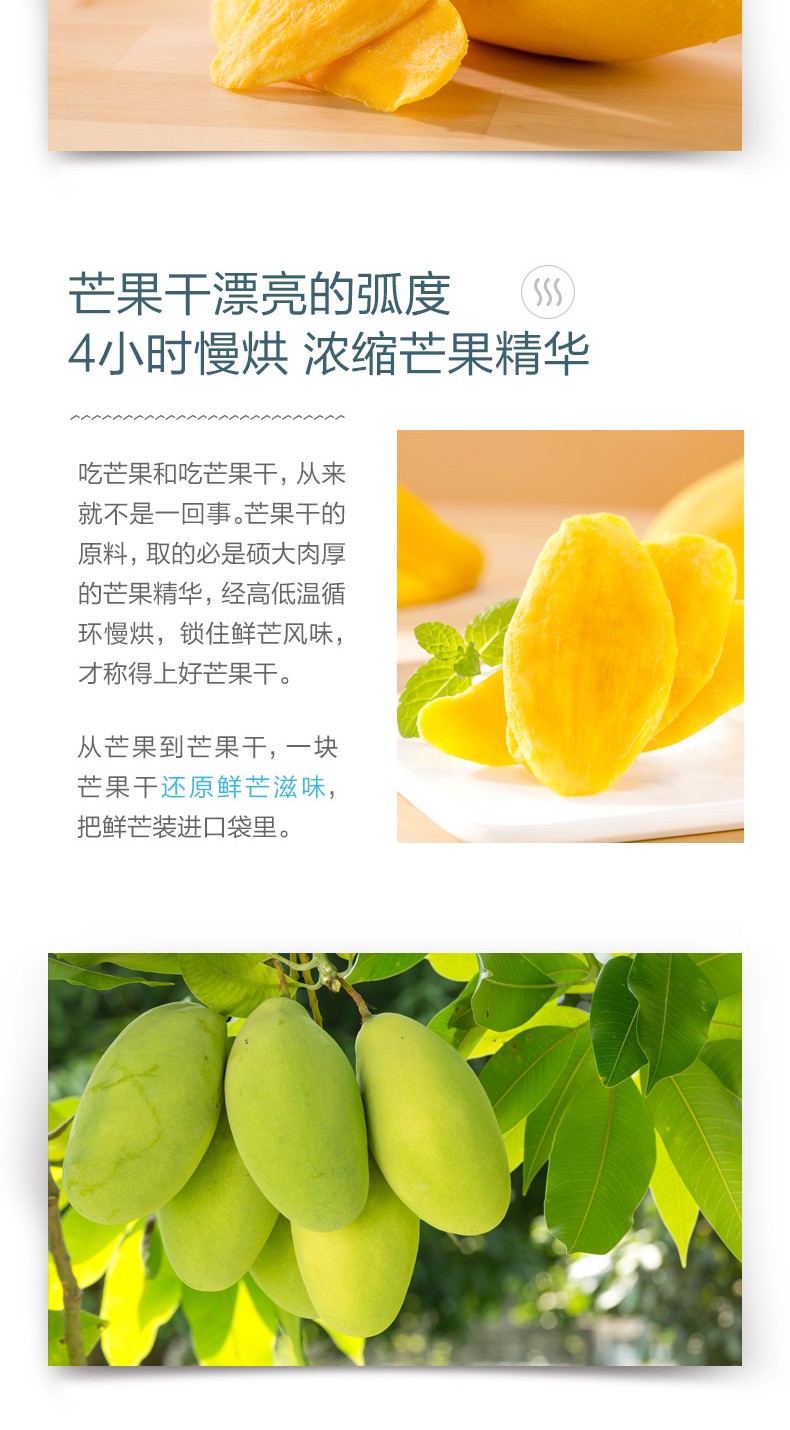 芒果干漂亮的弧度
4小时慢烘 浓缩芒果精华
吃芒果和吃芒果干，从来
就不是一回事。芒果干的
原料，取的必是硕大肉厚
的芒果精华，经高低温循
环慢烘，锁住鲜芒风味，
才称得上好芒果干。
从芒果到芒果干，一块
芒果干还原鲜芒滋味，
把鲜芒装进口袋里。